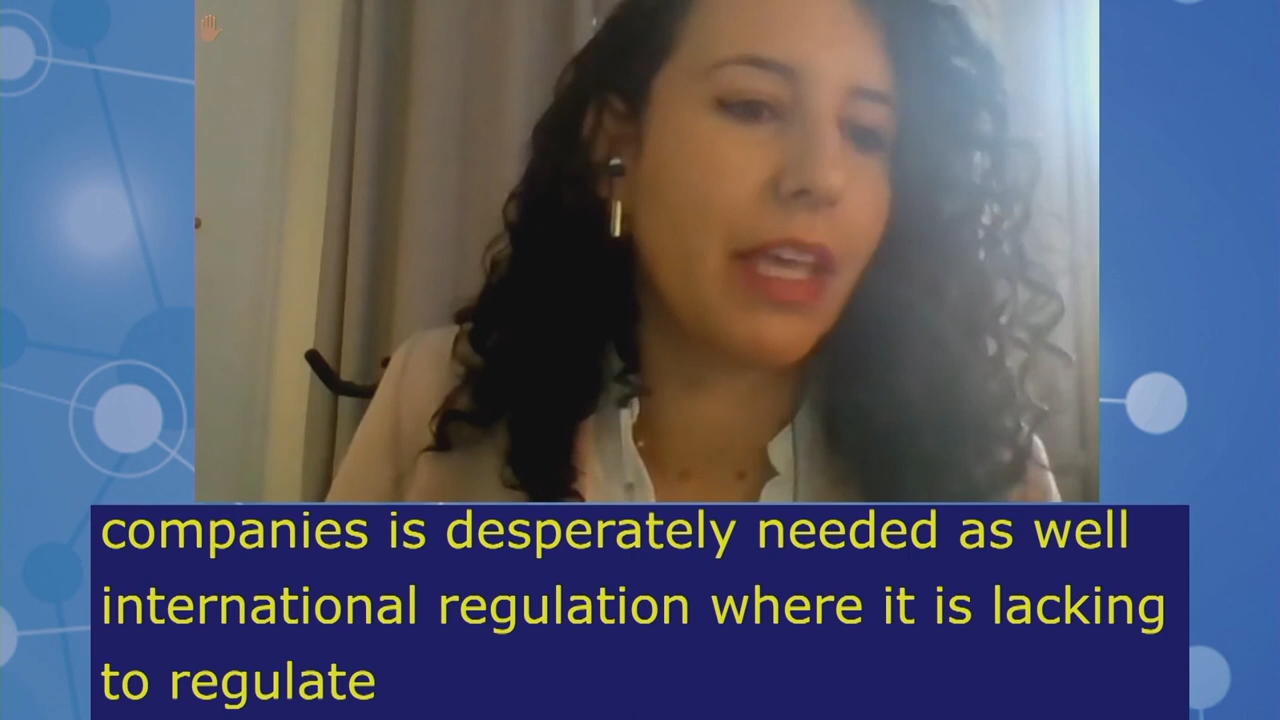 companies is desperately needed as well
international regulation where it is lacking
to regulate